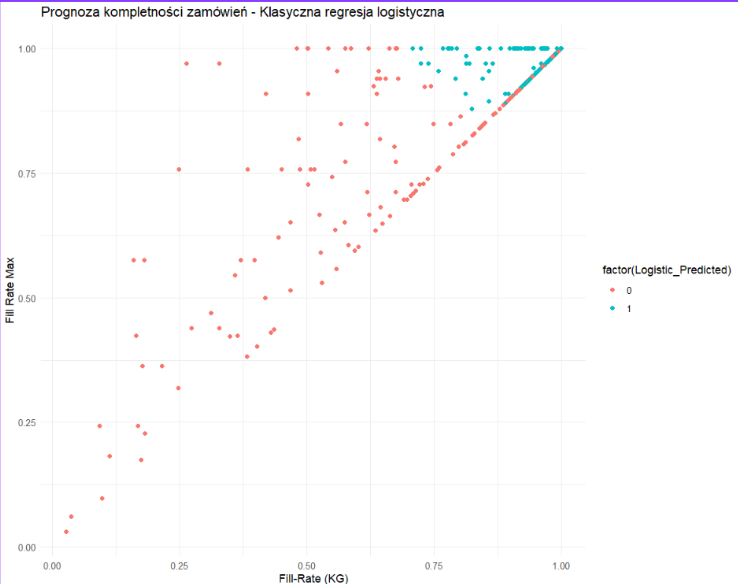 Prognoza kompletności zamówień - Klasyczna regresja logistyczna
1.00
0.75
0.50
0.25
0.00
Fill Rate Max
0.00 0.25 0.50 0.75 1.00
Fill-Rate (KG)
factor(Logistic_Predicted)
0
1